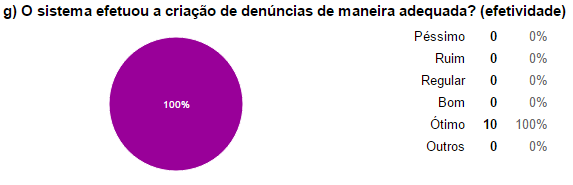 g) O sistema efetuou a criação de denúncias de maneira adequada? (efetividade)
Péssimo 0 0%
Ruim 0 0%
Regular 0 0%
100%
Bom 0 0%
Ótimo 10 100%
Outros 0 0%